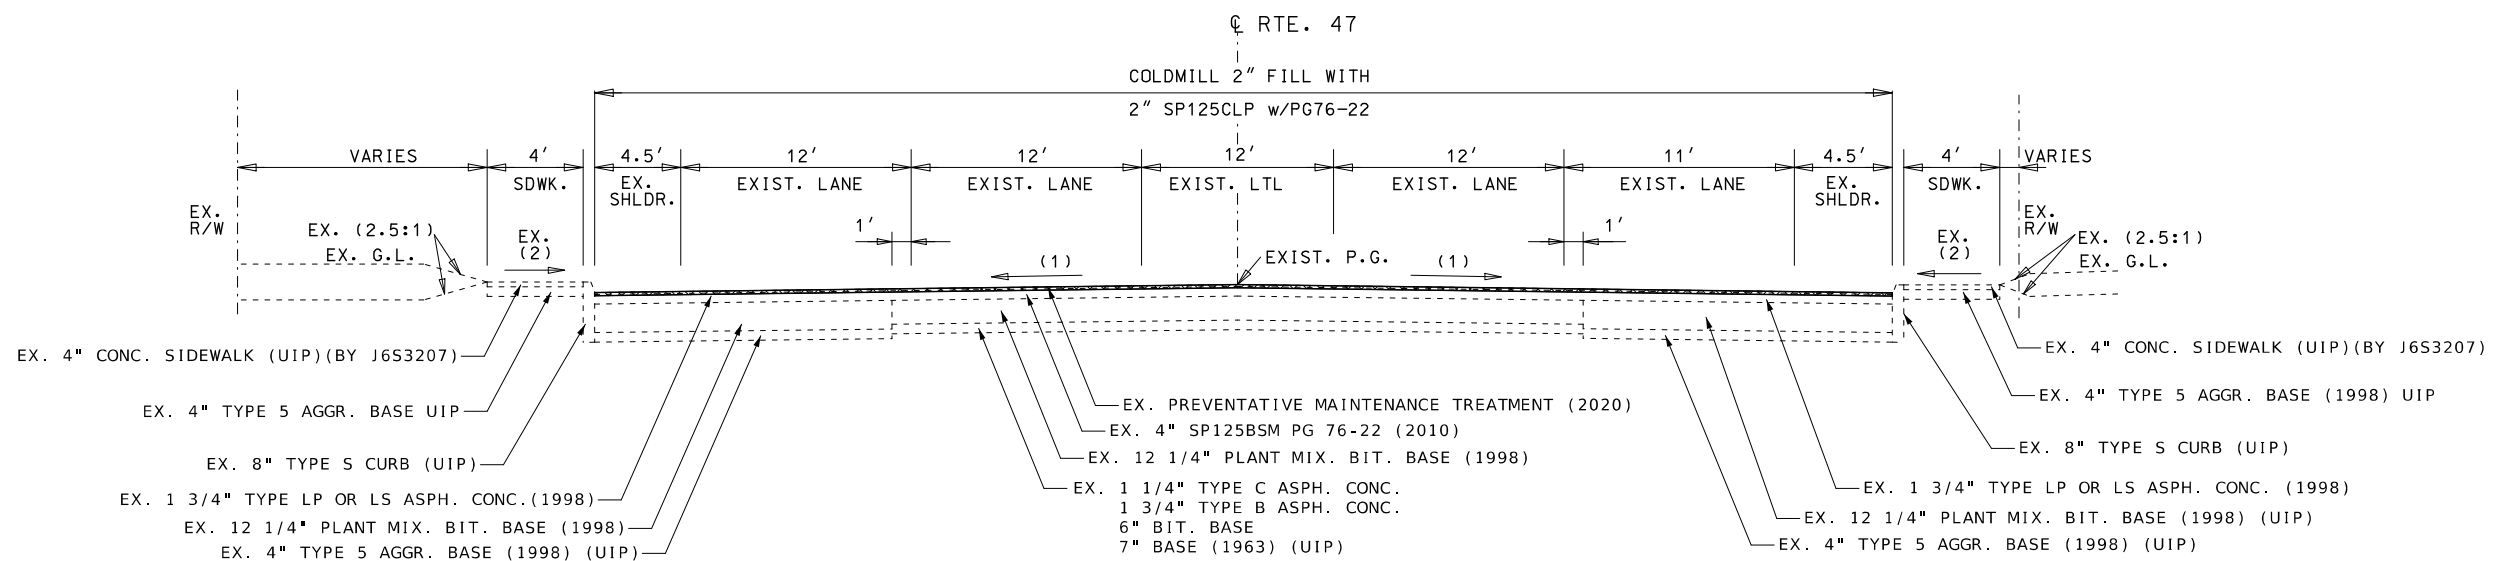 ℄ RTE. 47
COLDMILL 2" FILL WITH
2" SP125CLP w/PG76-22
VARIES
4'
SDWK.
4.5'
EX.
SHLDR.
12'
EXIST. LANE
12'
EXIST. LANE
12'
EXIST. LTL
12'
EXIST. LANE
11'
EXIST. LANE
4.5'
EX.
SHLDR.
4'
SDWK.
VARIES
EX.
R/W
EX. (2.5:1)
EX. G.L.
EX.
(2)
1'
(1)
EXIST. P.G.
(1)
1'
EX.
(2)
EX.
R/W
EX. (2.5:1)
EX. G.L.
EX. 4" CONC. SIDEWALK (UIP)(BY J6S3207)
EX. 4" TYPE 5 AGGR. BASE UIP
EX. 8" TYPE S CURB (UIP)
EX. 1 3/4" TYPE LP OR LS ASPH. CONC.(1998)
EX. 12 1/4" PLANT MIX. BIT. BASE (1998) (UIP)
EX. 4" TYPE 5 AGGR. BASE (1998) (UIP)
EX. PREVENTATIVE MAINTENANCE TREATMENT (2020)
EX. 4" SP125BSM PG 76-22 (2010)
EX. 12 1/4" PLANT MIX. BIT. BASE (1998)
EX. 1 1/4" TYPE C ASPH. CONC.
1 3/4" TYPE B ASPH. CONC.
6" BIT. BASE
7" BASE (1963) (UIP)
EX. 4" CONC. SIDEWALK (UIP)(BY J6S3207)
EX. 4" TYPE 5 AGGR. BASE (1998) UIP
EX. 8" TYPE S CURB (UIP)
EX. 1 3/4" TYPE LP OR LS ASPH. CONC. (1998)
EX. 12 1/4" PLANT MIX. BIT. BASE (1998) (UIP)
EX. 4" TYPE 5 AGGR. BASE (1998) (UIP)